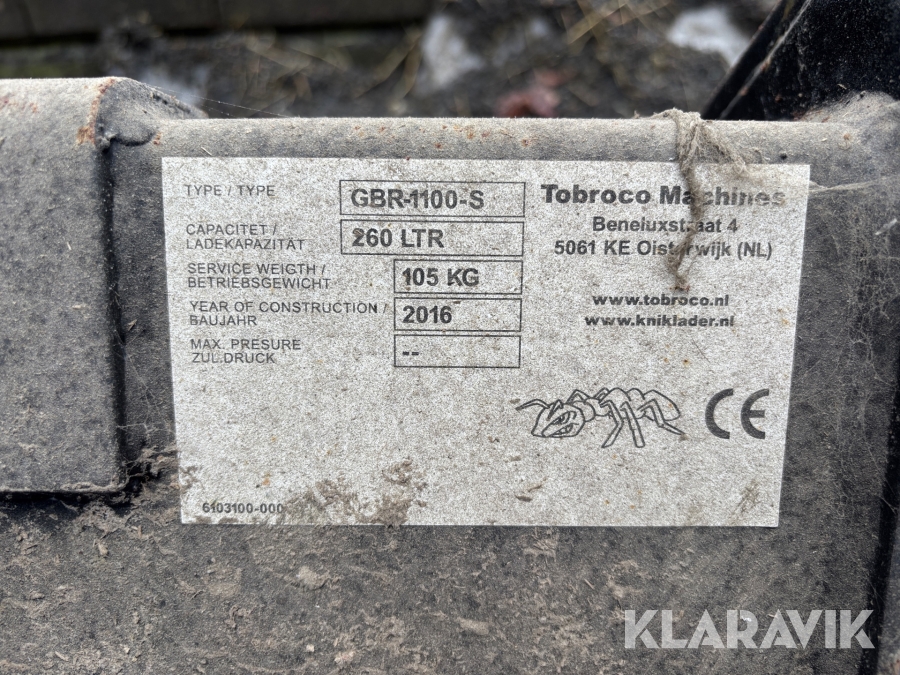 TYPE / TYPE GBR-1100-S
CAPACITET /
LADEKAPAZITÄT 260 LTR
SERVICE WEIGTH /
BETRIEBSGEWICHT 105 KG
YEAR OF CONSTRUCTION /
BAUJAHR 2016
MAX. PRESURE
ZUL.DRUCK --
Tobroco Machines
Beneluxstraat 4
5061 KE Oisterwijk (NL)
www.tobroco.nl
www.kniklader.nl
CE
6103100-000
KLARAVIK